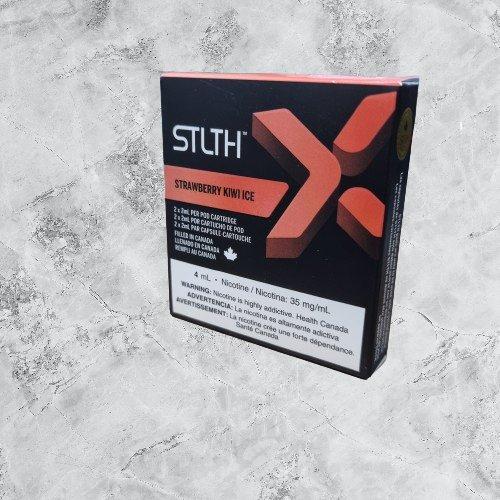 STLTH™
STRAWBERRY KIWI ICE
2 x 2mL PER POD CARTRIDGE
2 x 2mL POR CARTUCHO DE POD
2 x 2mL PAR CAPSULE-CARTOUCHE
FILLED IN CANADA
LLENADO EN CANADA
REMPLI AU CANADA
4 mL • Nicotine / Nicotina: 35 mg/mL
WARNING: Nicotine is highly addictive. Health Canada
ADVERTENCIA: La nicotina es altamente adictiva
AVERTISSEMENT: La nicotine crée une forte dépendance.
Santé Canada